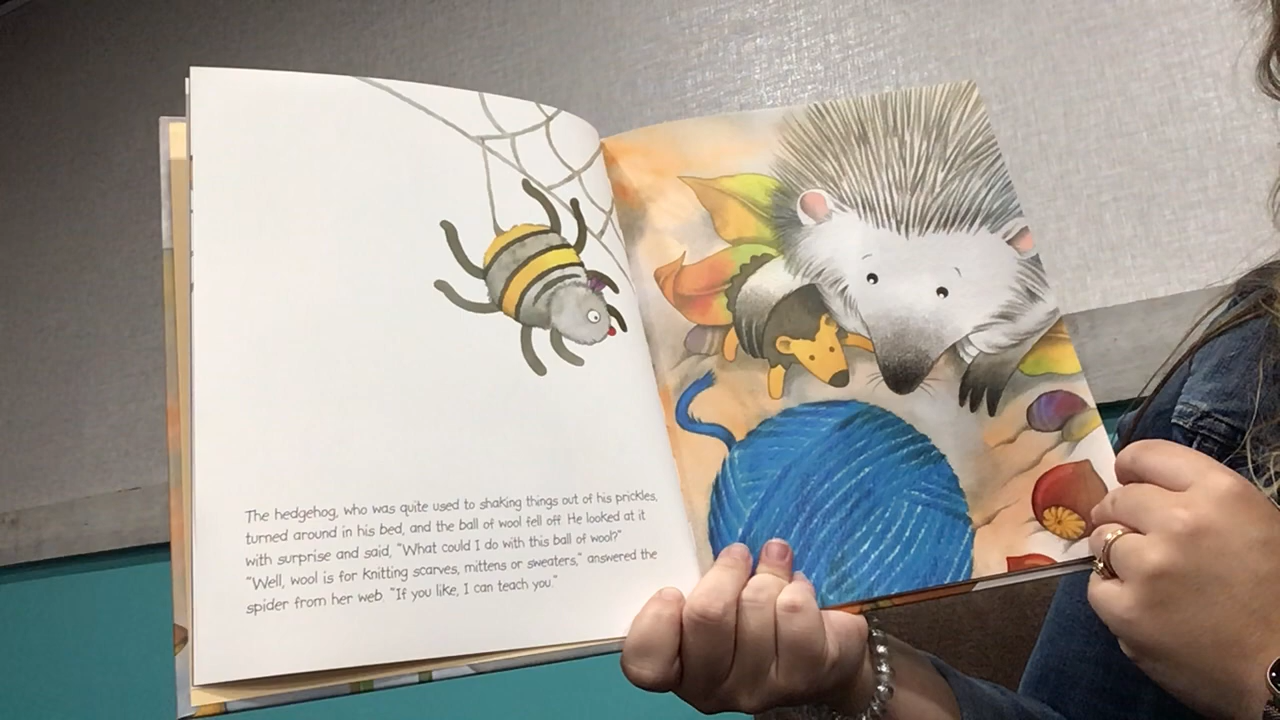 The hedgehog, who was quite used to shaking things out of his prickles,
turned around in his bed, and the ball of wool fell off. He looked at it
with surprise and said, "What could I do with this ball of wool?"
"Well, wool is for knitting scarves, mittens or sweaters," answered the
spider from her web. "If you like, I can teach you."